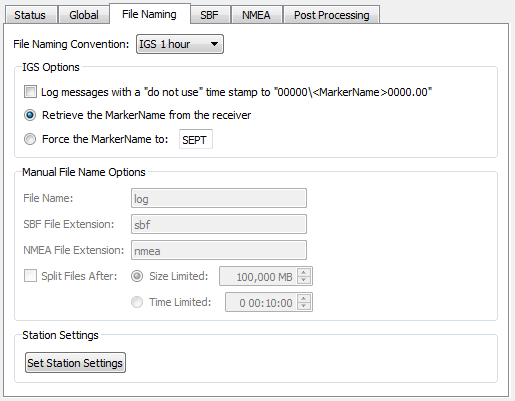 Status Global File Naming SBF NMEA Post Processing
File Naming Convention: IGS 1 hour
IGS Options
Log messages with a "do not use" time stamp to "00000\<MarkerName>0000.00"
Retrieve the MarkerName from the receiver
Force the MarkerName to: SEPT
Manual File Name Options
File Name: log
SBF File Extension: sbf
NMEA File Extension: nmea
Split Files After: Size Limited: 100,000 MB
Time Limited: 0 00:10:00
Station Settings
Set Station Settings